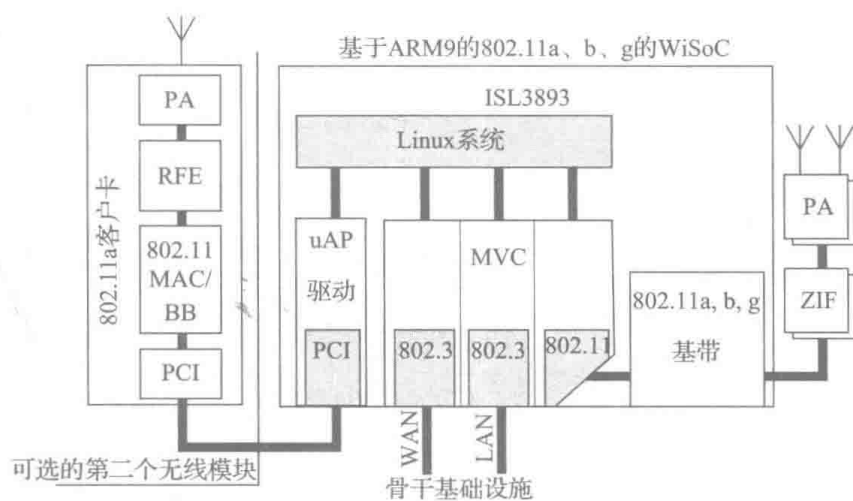 基于ARM9的802.11a、b、g的WiSoC
ISL3893
Linux系统
802.11a客户卡
PA
RFE
802.11
MAC/
BB
PCI
uAP
驱动
PCI
MVC
802.3
802.3
802.11
802.11a, b, g
基带
PA
ZIF
WAN
LAN
可选的第二个无线模块
骨干基础设施